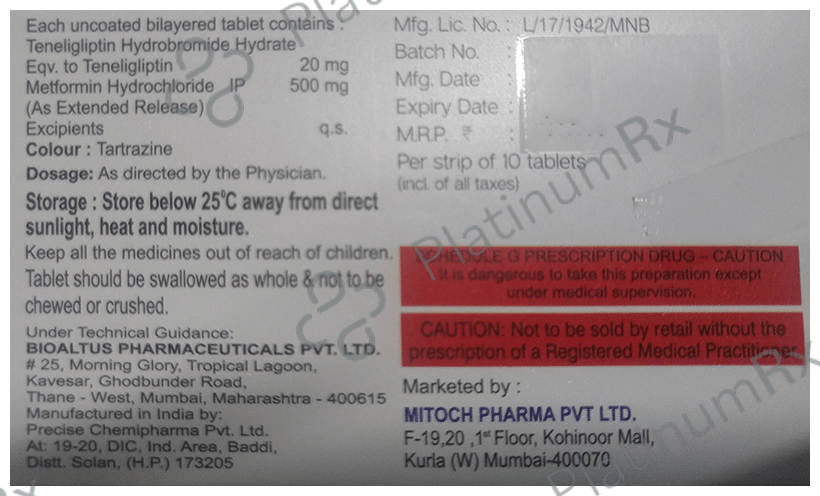 Each uncoated bilayered tablet contains :
Teneligliptin Hydrobromide Hydrate
Eqv. to Teneligliptin 20 mg
Metformin Hydrochloride IP 500 mg
(As Extended Release)
Excipients q.s.
Colour : Tartrazine
Dosage: As directed by the Physician.
Storage : Store below 25°C away from direct
sunlight, heat and moisture.
Keep all the medicines out of reach of children.
Tablet should be swallowed as whole & not to be
chewed or crushed.
Under Technical Guidance:
BIOALTUS PHARMACEUTICALS PVT. LTD.
# 25, Morning Glory, Tropical Lagoon,
Kavesar, Ghodbunder Road,
Thane - West, Mumbai, Maharashtra - 400615
Manufactured in India by:
Precise Chemipharma Pvt. Ltd.
At: 19-20, DIC, Ind. Area, Baddi,
Distt. Solan, (H.P.) 173205
Mfg. Lic. No. : L/17/1942/MNB
Batch No. :
Mfg. Date :
Expiry Date :
M.R.P. ₹ :
Per strip of 10 tablets
(incl. of all taxes)
SCHEDULE G PRESCRIPTION DRUG – CAUTION
It is dangerous to take this preparation except
under medical supervision.
CAUTION: Not to be sold by retail without the
prescription of a Registered Medical Practitioner
Marketed by :
MITOCH PHARMA PVT LTD.
F-19,20 ,1st Floor, Kohinoor Mall,
Kurla (W) Mumbai-400070
PlatinumRx
PlatinumRx
PlatinumRx